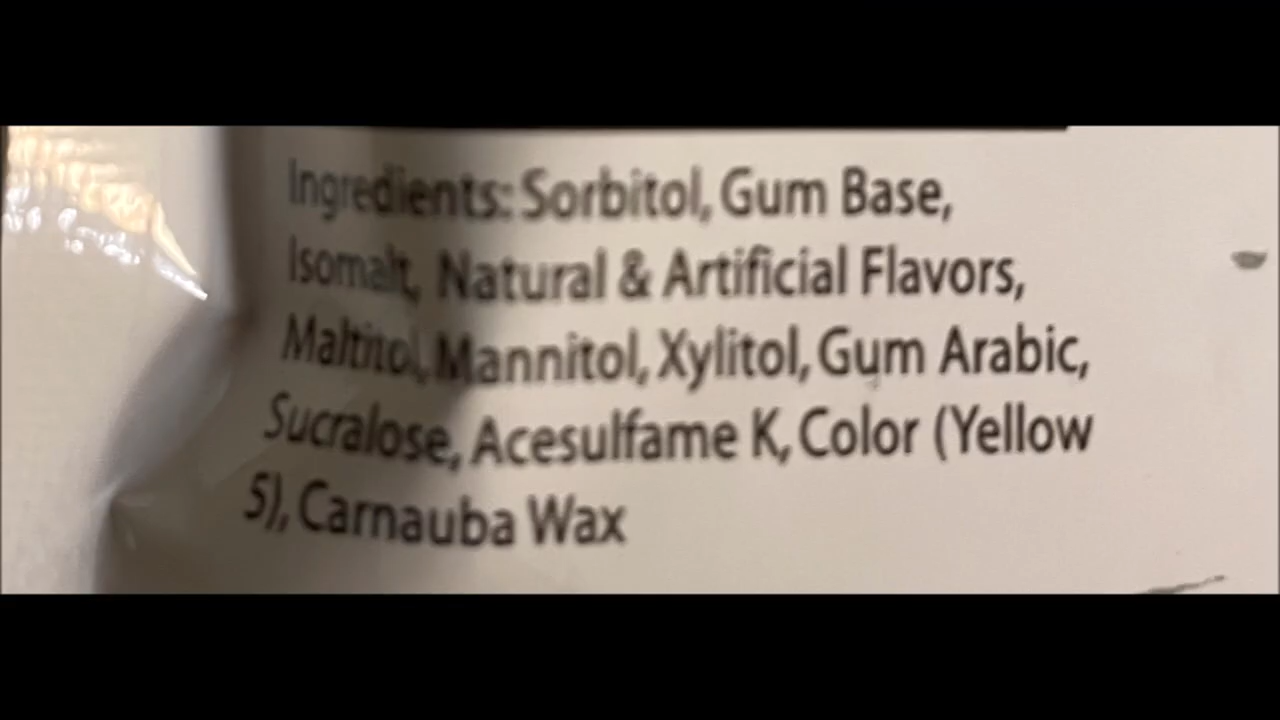 Ingredients: Sorbitol, Gum Base,
Isomalt, Natural & Artificial Flavors,
Maltitol, Mannitol, Xylitol, Gum Arabic,
Sucralose, Acesulfame K, Color (Yellow
5), Carnauba Wax